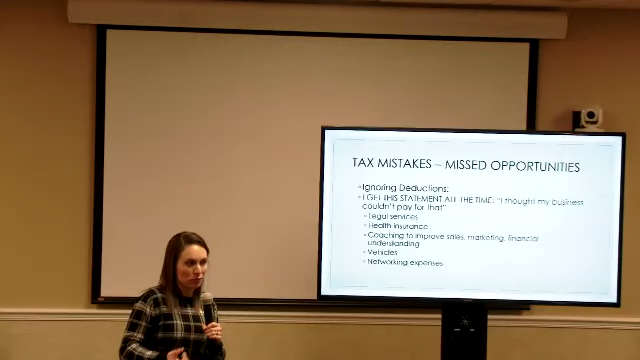 TAX MISTAKES – MISSED OPPORTUNITIES
Ignoring Deductions:
I GET THIS STATEMENT ALL THE TIME: "I thought my business
couldn't pay for that"
Legal services
Health insurance
Coaching to improve sales, marketing, financial
understanding
Vehicles
Networking expenses